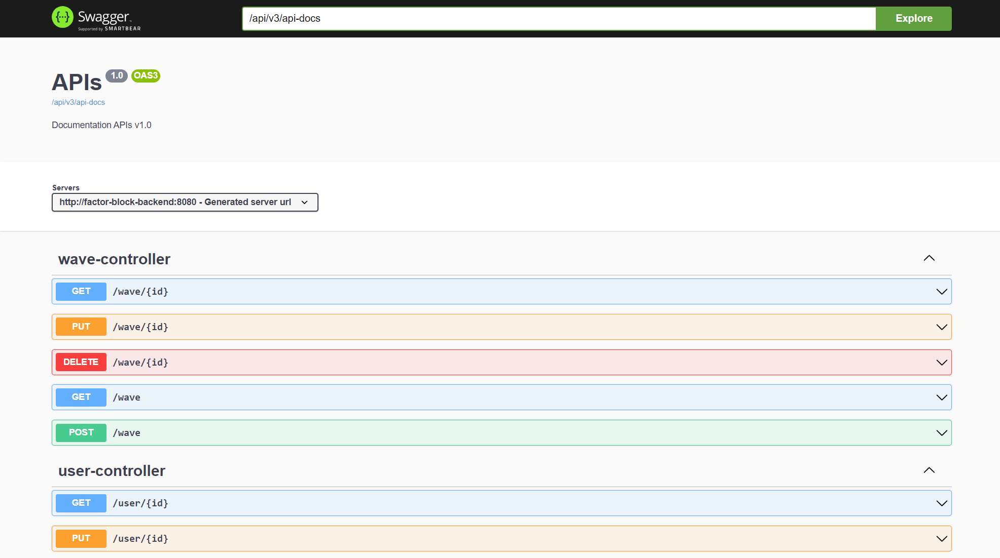 Swagger
Supported by SMARTBEAR
/api/v3/api-docs
Explore
APIs 1.0 OAS3
/api/v3/api-docs
Documentation APIs v1.0
Servers
http://factor-block-backend:8080 - Generated server url
wave-controller
GET /wave/{id}
PUT /wave/{id}
DELETE /wave/{id}
GET /wave
POST /wave
user-controller
GET /user/{id}
PUT /user/{id}